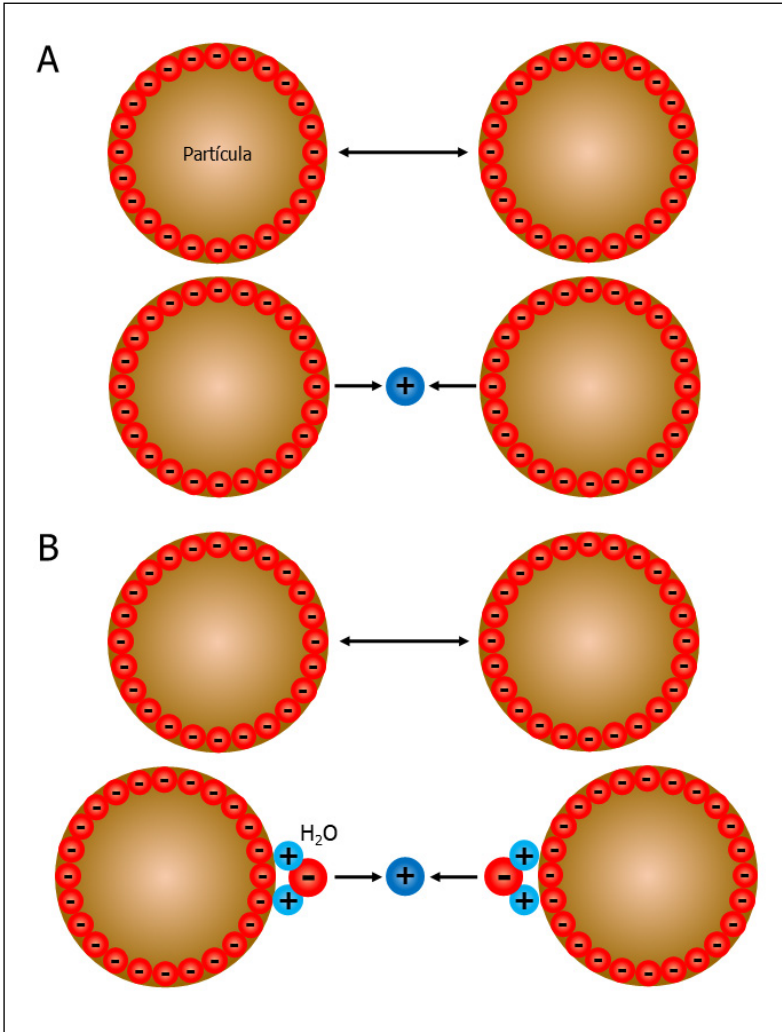 A
Partícula
+
B
H₂O
+ - + - +
+ +